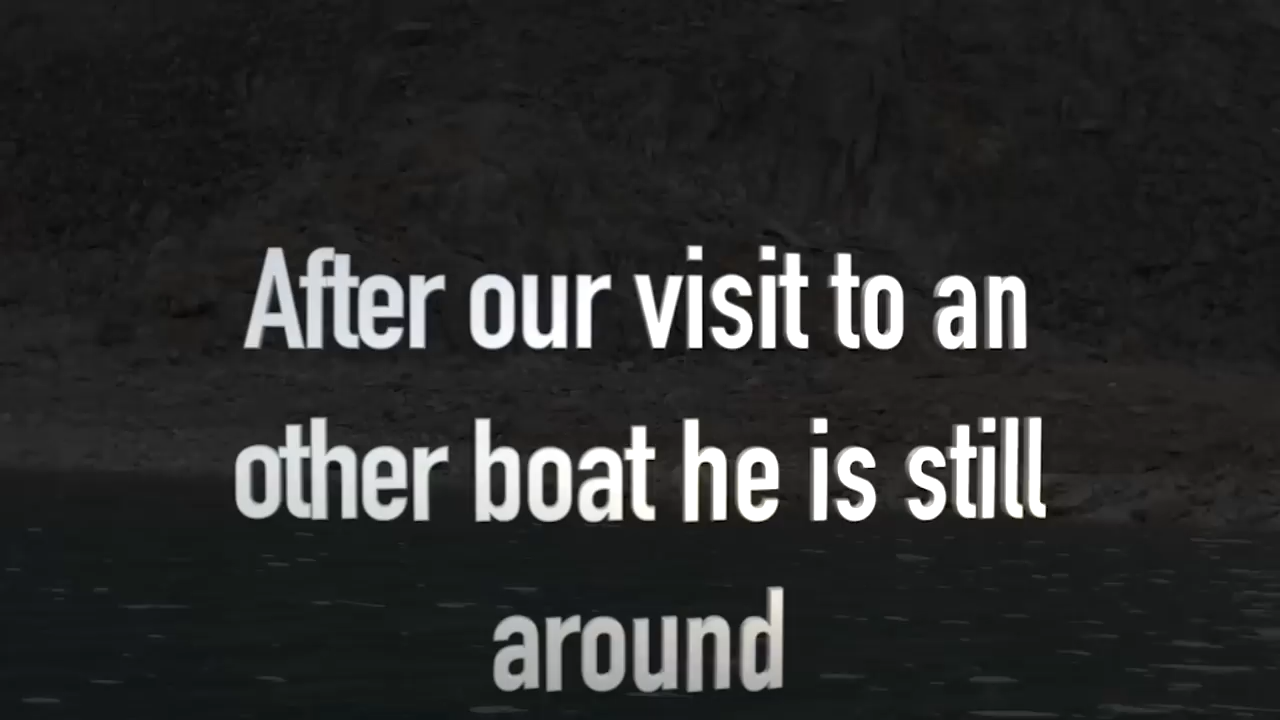 After our visit to an
other boat he is still
around